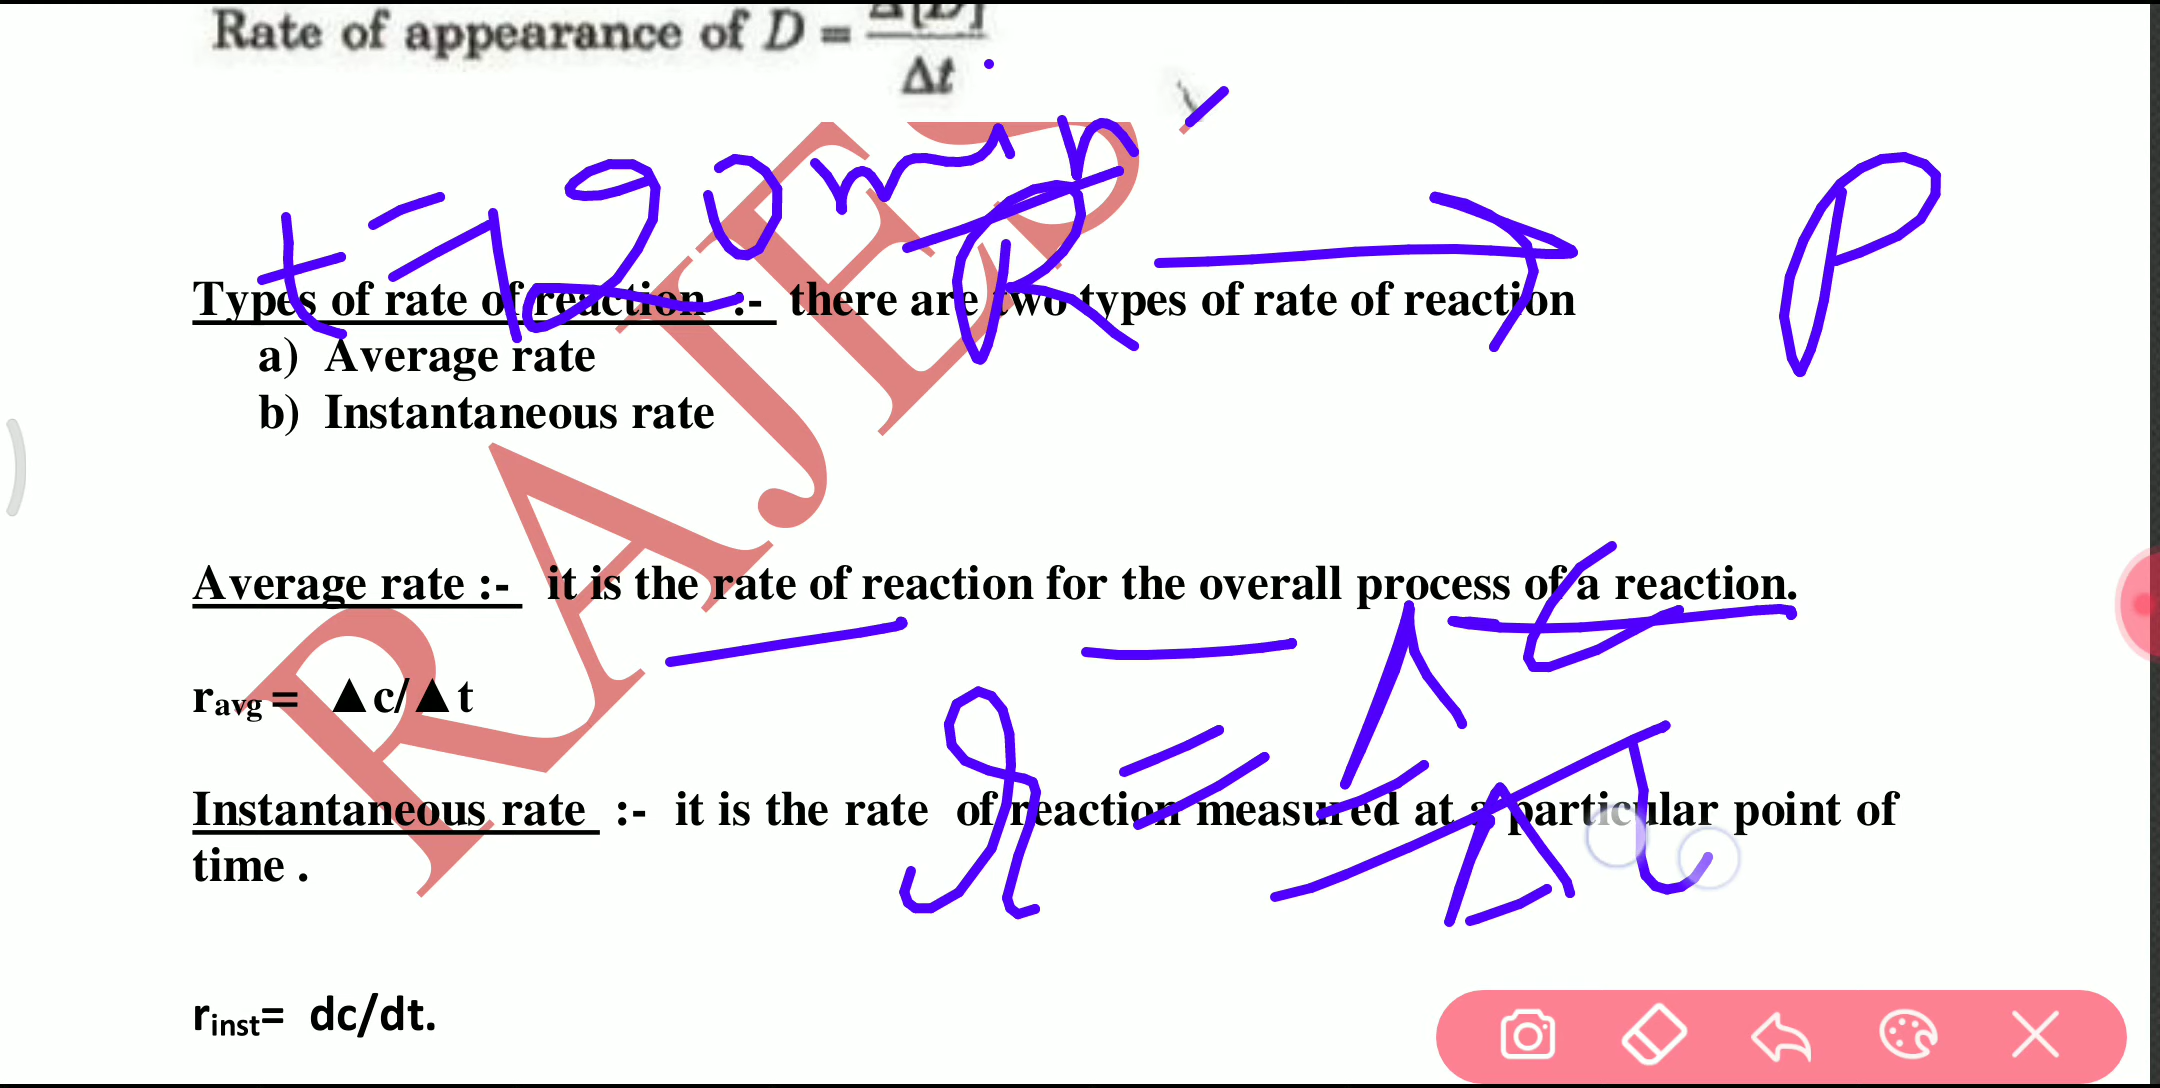 Rate of appearance of D = Δ[D] / Δt
t = 120 min
R → P
Types of rate of reaction :- there are two types of rate of reaction
a) Average rate
b) Instantaneous rate
Average rate :- it is the rate of reaction for the overall process of a reaction.
ravg = ▲c/▲t
r = Δc / Δt
Instantaneous rate :- it is the rate of reaction measured at a particular point of
time .
rinst= dc/dt.